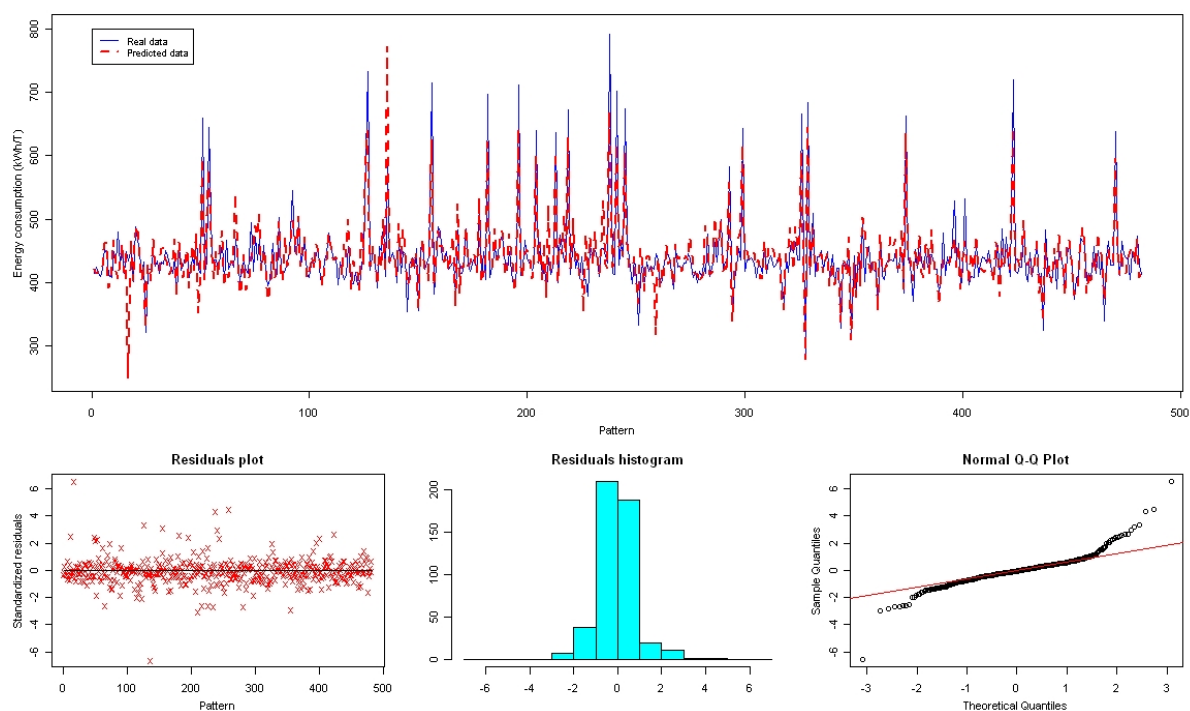 Real data
Predicted data
Energy consumption (kWh/T)
800
700
600
500
400
300
0 100 200 300 400 500
Pattern
Residuals plot
Standardized residuals
6
4
2
0
-2
-4
-6
0 100 200 300 400 500
Pattern
Residuals histogram
200
150
100
50
0
-6 -4 -2 0 2 4 6
Normal Q-Q Plot
Sample Quantiles
6
4
2
0
-2
-4
-6
-3 -2 -1 0 1 2 3
Theoretical Quantiles